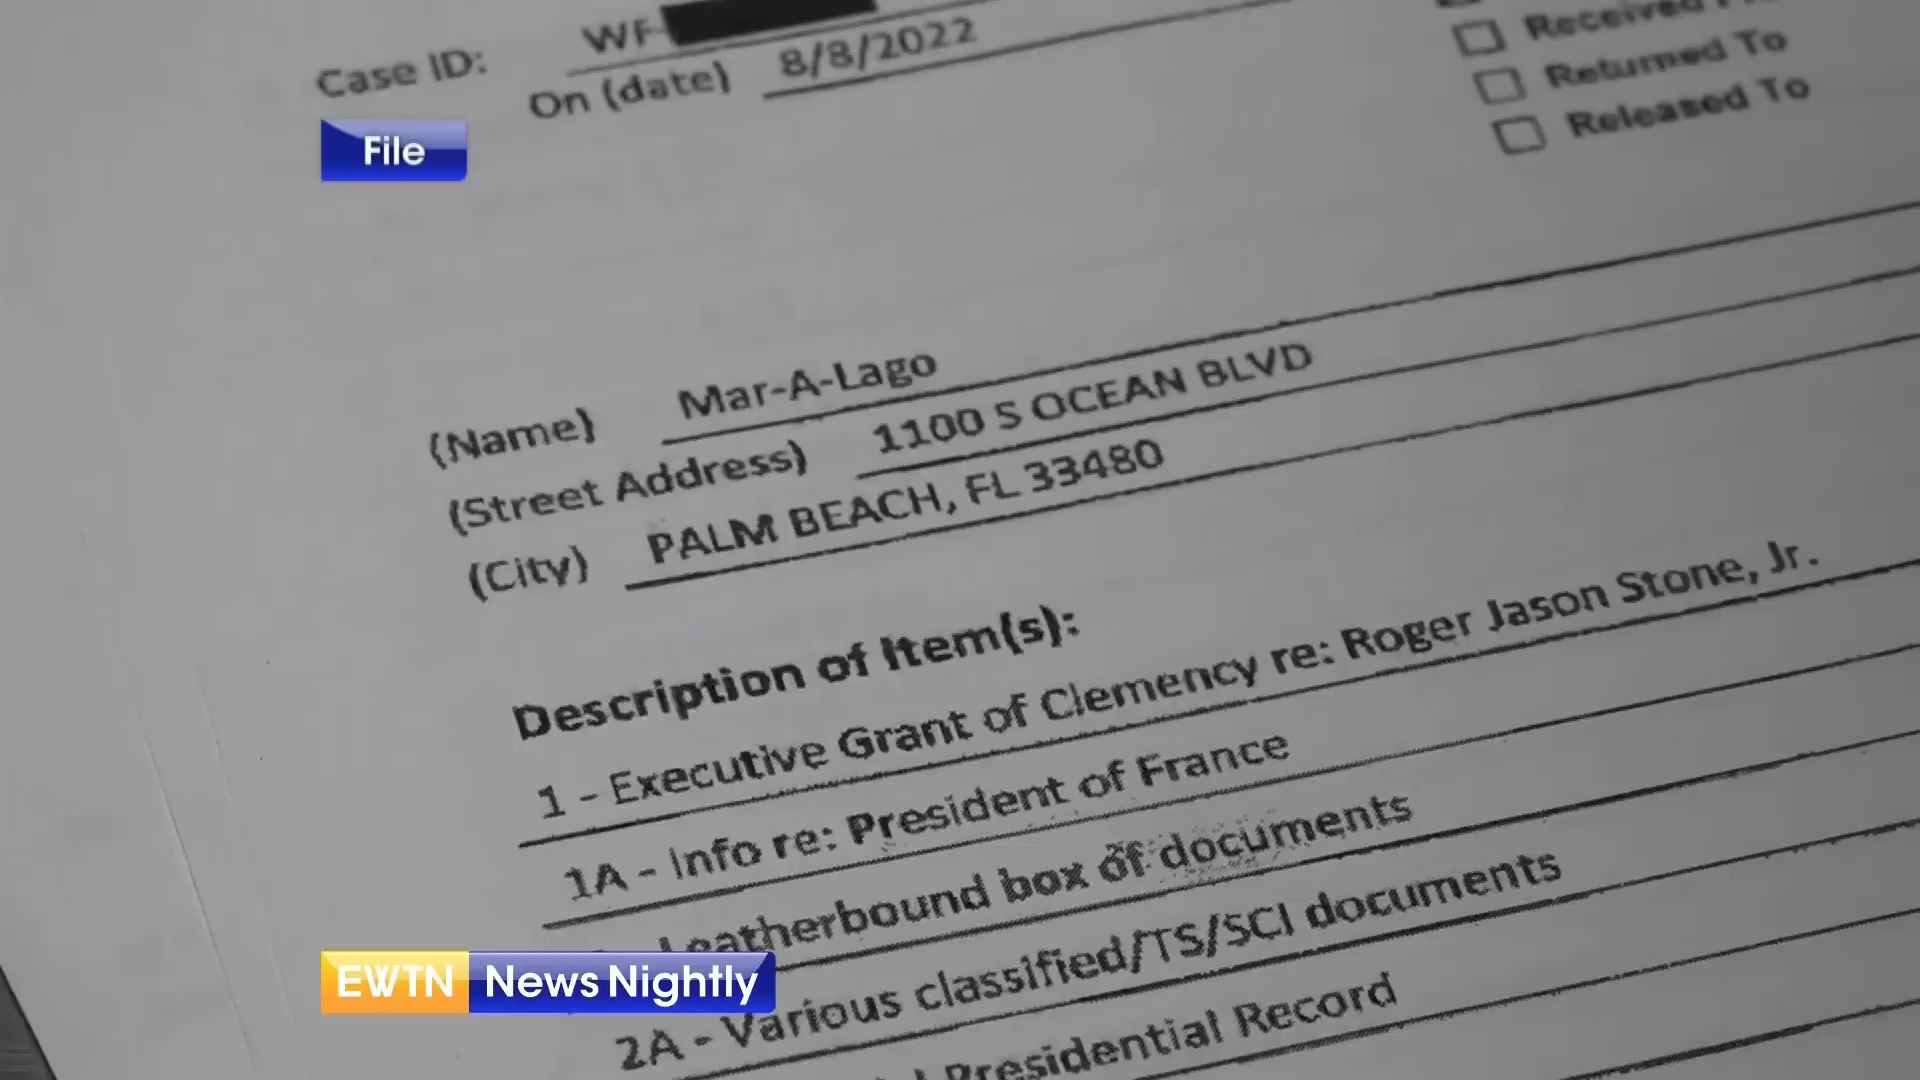 Case ID: WF-
On (date) 8/8/2022
Received
Returned To
Released To
File
(Name) Mar-A-Lago
(Street Address) 1100 S OCEAN BLVD
(City) PALM BEACH, FL 33480
Description of Item(s):
1 - Executive Grant of Clemency re: Roger Jason Stone, Jr.
1A - Info re: President of France
Leatherbound box of documents
2A - Various classified/TS/SCI documents
Presidential Record
EWTN News Nightly